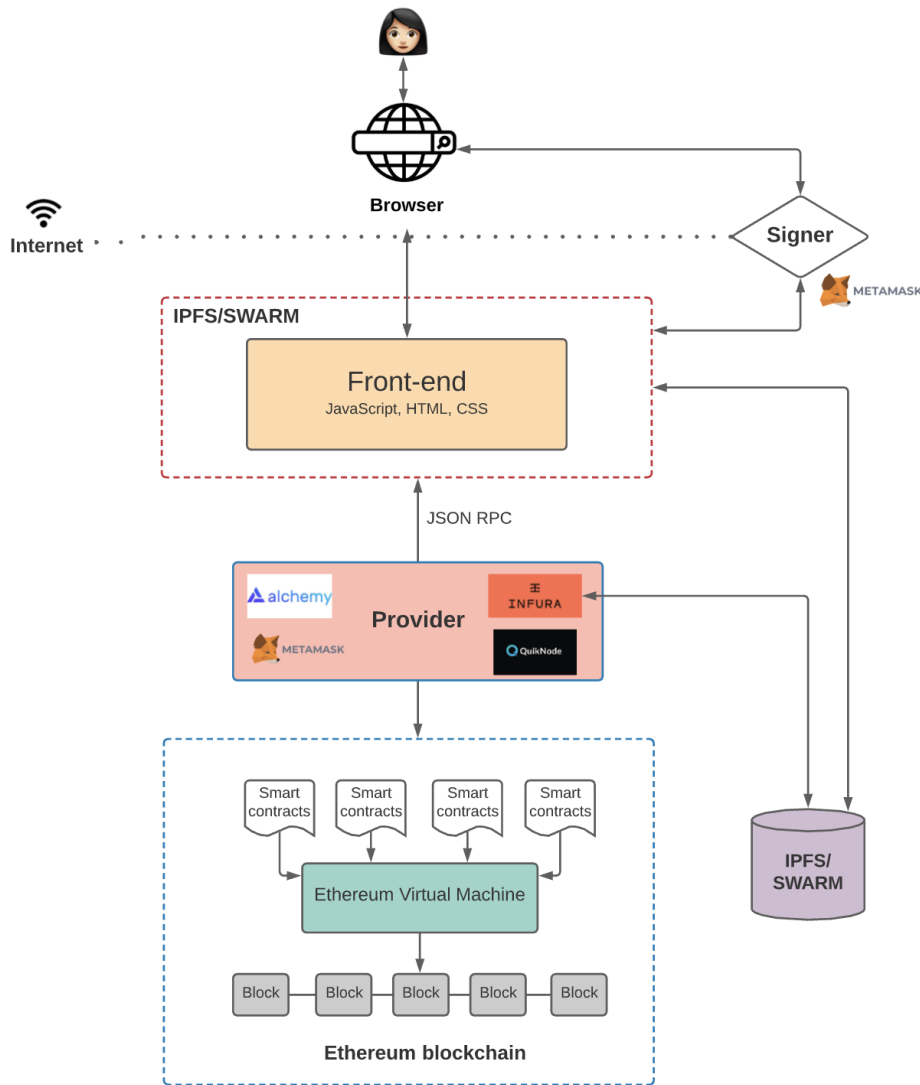 Browser
Internet
Signer
METAMASK
IPFS/SWARM
Front-end
JavaScript, HTML, CSS
JSON RPC
alchemy
Provider
INFURA
METAMASK
QuikNode
Smart
contracts
Smart
contracts
Smart
contracts
Smart
contracts
Ethereum Virtual Machine
IPFS/
SWARM
Block
Block
Block
Block
Block
Ethereum blockchain